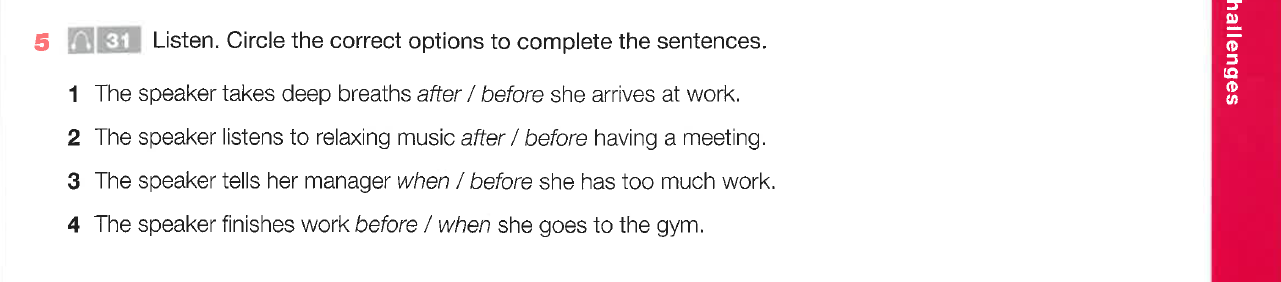 5 31 Listen. Circle the correct options to complete the sentences.
1 The speaker takes deep breaths after / before she arrives at work.
2 The speaker listens to relaxing music after / before having a meeting.
3 The speaker tells her manager when / before she has too much work.
4 The speaker finishes work before / when she goes to the gym.
hallenges